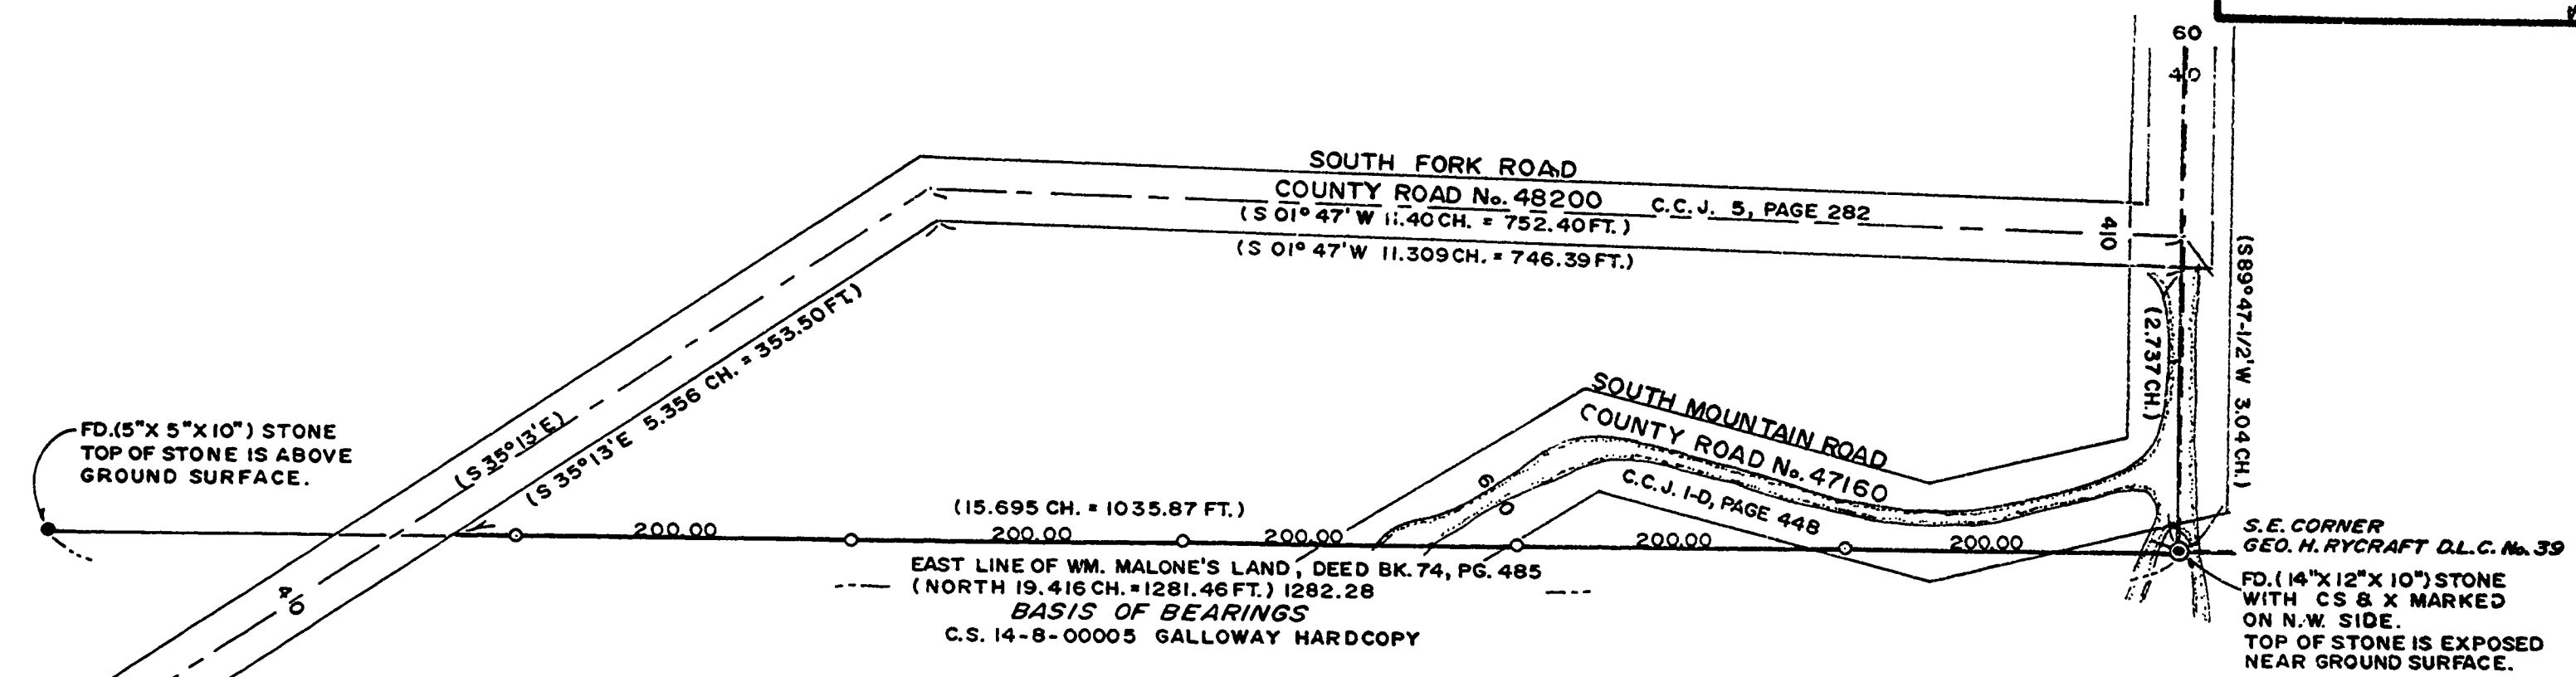 60
40
SOUTH FORK ROAD
COUNTY ROAD No. 48200 C.C.J. 5, PAGE 282
(S 01° 47' W 11.40 CH. = 752.40 FT.)
(S 01° 47' W 11.309 CH. = 746.39 FT.)
40
(S89°47-1/2'W 3.04 CH.)
(2.737 CH.)
(S 35°13'E)
(S 35°13'E 5.356 CH. = 353.50 FT.)
FD.(5"X 5"X 10") STONE
TOP OF STONE IS ABOVE
GROUND SURFACE.
SOUTH MOUNTAIN ROAD
COUNTY ROAD No. 47160
C.C.J. 1-D, PAGE 448
60
(15.695 CH. = 1035.87 FT.)
200.00 200.00 200.00 200.00 200.00
EAST LINE OF WM. MALONE'S LAND, DEED BK. 74, PG. 485
(NORTH 19.416 CH. = 1281.46 FT.) 1282.28
BASIS OF BEARINGS
C.S. 14-8-00005 GALLOWAY HARDCOPY
40
S.E. CORNER
GEO. H. RYCRAFT D.L.C. No. 39
FD.(14"X 12"X 10") STONE
WITH CS & X MARKED
ON N.W. SIDE.
TOP OF STONE IS EXPOSED
NEAR GROUND SURFACE.